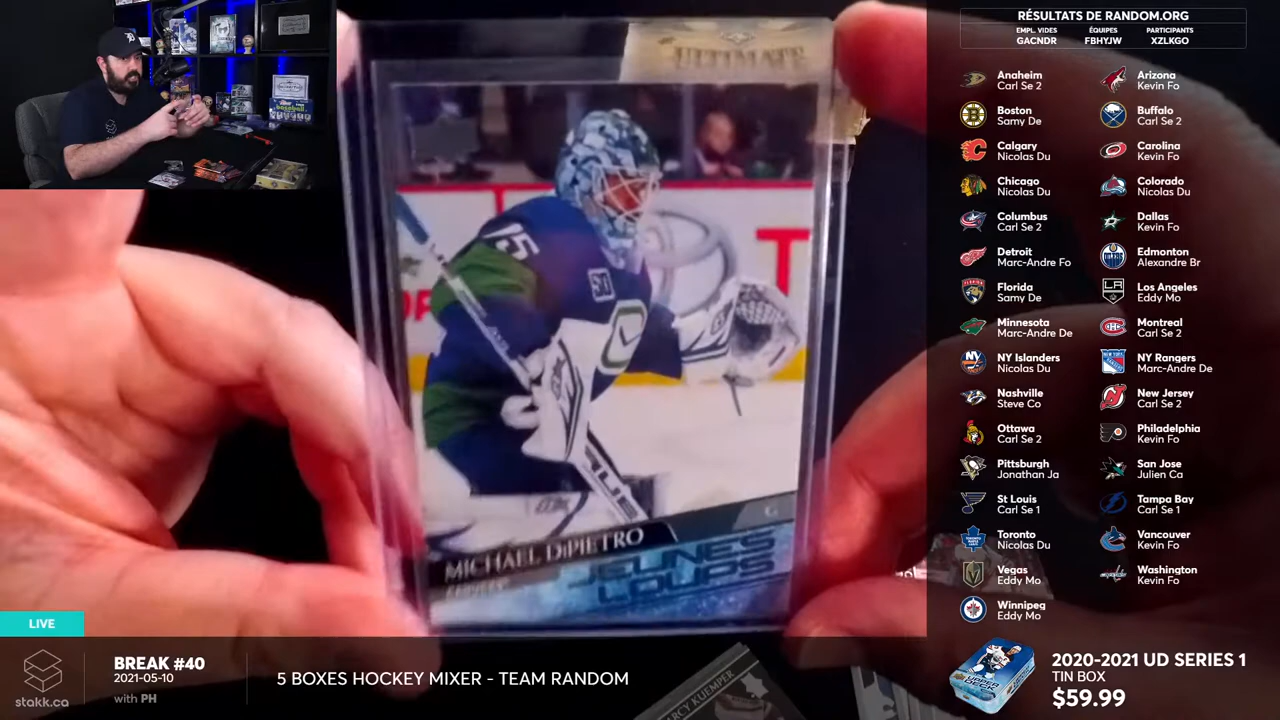 RÉSULTATS DE RANDOM.ORG
EMPL. VIDES ÉQUIPES PARTICIPANTS
GACNDR FBHYJW XZLKGO
Anaheim
Carl Se 2
Arizona
Kevin Fo
Boston
Samy De
Buffalo
Carl Se 2
Calgary
Nicolas Du
Carolina
Kevin Fo
Chicago
Nicolas Du
Colorado
Nicolas Du
Columbus
Carl Se 2
Dallas
Kevin Fo
Detroit
Marc-Andre Fo
Edmonton
Alexandre Br
Florida
Samy De
Los Angeles
Eddy Mo
Minnesota
Marc-Andre De
Montreal
Carl Se 2
NY Islanders
Nicolas Du
NY Rangers
Marc-Andre De
Nashville
Steve Co
New Jersey
Carl Se 2
Ottawa
Carl Se 2
Philadelphia
Kevin Fo
Pittsburgh
Jonathan Ja
San Jose
Julien Ca
St Louis
Carl Se 1
Tampa Bay
Carl Se 1
Toronto
Nicolas Du
Vancouver
Kevin Fo
Vegas
Eddy Mo
Washington
Kevin Fo
Winnipeg
Eddy Mo
ULTIMATE
75
MICHAEL DiPIETRO
G
JEUNES
LOUPS
LIVE
BREAK #40
2021-05-10
with PH
stakk.ca
5 BOXES HOCKEY MIXER - TEAM RANDOM
2020-2021 UD SERIES 1
TIN BOX
$59.99
ARCY KUEMPER